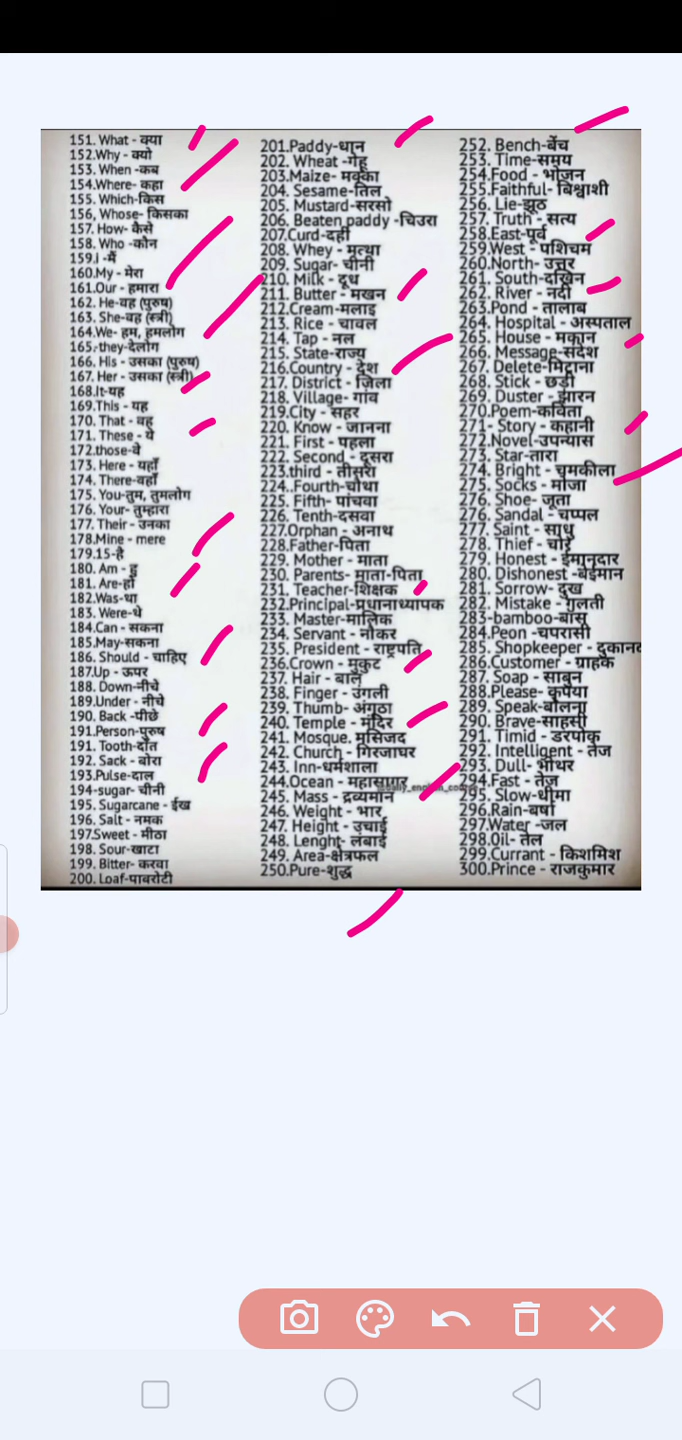 151. What - क्या
152.Why - क्यो
153. When -कब
154.Where- कहा
155. Which-किस
156, Whose- किसका
157. How- कैसे
158. Who -कौन
159.I -मैं
160.My - मेरा
161.Our - हमारा
162. He-वह (पुरुष)
163. She-वह (स्त्री)
164.We- हम, हमलोग
165.-they-देलोग
166. His - उसका (पुरुष)
167. Her - उसका (स्त्री)
168.It-यह
169.This - यह
170. That - वह
171. These - ये
172.those-वे
173. Here - यहाँ
174. There-वहाँ
175. You-तुम, तुमलोग
176. Your- तुम्हारा
177. Their - उनका
178.Mine - mere
179.15-है
180. Am - हु
181. Are-हो
182.Was-था
183. Were-थे
184.Can - सकना
185.May-सकना
186. Should - चाहिए
187.Up - ऊपर
188. Down-नीचे
189.Under - नीचे
190. Back -पीछे
191.Person-पुरुष
191. Tooth-दाँत
192. Sack - बोरा
193.Pulse-दाल
194-sugar- चीनी
195. Sugarcane - ईख
196. Salt - नमक
197.Sweet - मीठा
198. Sour-खाटा
199. Bitter- करवा
200. Loaf-पावरोटी
201.Paddy-धान
202. Wheat -गेहू
203.Maize- मक्का
204. Sesame-तिल
205. Mustard-सरसो
206. Beaten paddy -चिउरा
207.Curd-दही
208. Whey - मत्था
209. Sugar- चीनी
210. Milk - दूध
211. Butter - मखन
212.Cream-मलाइ
213. Rice - चावल
214. Tap - नल
215. State-राज्य
216.Country - देश
217. District - ज़िला
218. Village- गांव
219.City - सहर
220. Know - जानना
221. First - पहला
222. Second - दूसरा
223.third - तीसरा
224..Fourth-चौथा
225. Fifth- पांचवा
226. Tenth-दसवा
227.Orphan - अनाथ
228.Father-पिता
229. Mother - माता
230. Parents- माता-पिता
231. Teacher-शिक्षक
232.Principal-प्रधानाध्यापक
233. Master-मालिक
234. Servant - नौकर
235. President - राष्ट्रपति
236.Crown - मुकुट
237. Hair - बाल
238. Finger - उंगली
239. Thumb- अंगूठा
240. Temple - मंदिर
241. Mosque. मसिजद
242. Church - गिरजाघर
243. Inn-धर्मशाला
244.Ocean - महासागर
245. Mass - द्रव्यमान
246. Weight - भार
247. Height - उचाई
248. Lenght- लंबाई
249. Area-क्षेत्रफल
250.Pure-शुद्ध
252. Bench-बेंच
253. Time-समय
254.Food - भोजन
255.Faithful- बिश्वाशी
256. Lie-झूठ
257. Truth - सत्य
258.East-पूर्व
259.West - पशिचम
260.North- उत्तर
261. South-दखिन
262. River - नदी
263.Pond - तालाब
264. Hospital - अस्पताल
265. House - मकान
266. Message-संदेश
267. Delete-मिटाना
268. Stick - छड़ी
269. Duster - झारन
270.Poem-कविता
271- Story - कहानी
272.Novel-उपन्यास
273. Star-तारा
274. Bright - चमकीला
275. Socks - मोजा
276. Shoe- जूता
276. Sandal - चप्पल
277. Saint - साधु
278. Thief - चोर
279. Honest - ईमानदार
280. Dishonest -बेईमान
281. Sorrow- दुख
282. Mistake - गलती
283-bamboo-बांस
284.Peon -चपरासी
285. Shopkeeper - दुकानद
286.Customer - ग्राहक
287. Soap - साबुन
288.Please- कृपया
289. Speak-बोलना
290. Brave-साहसी
291. Timid - डरपोक
292. Intelligent - तेज
293. Dull- भोथर
294.Fast - तेज़
295. Slow-धीमा
296.Rain-बर्षा
297.Water -जल
298.Oil- तेल
299.Currant - किशमिश
300.Prince - राजकुमार